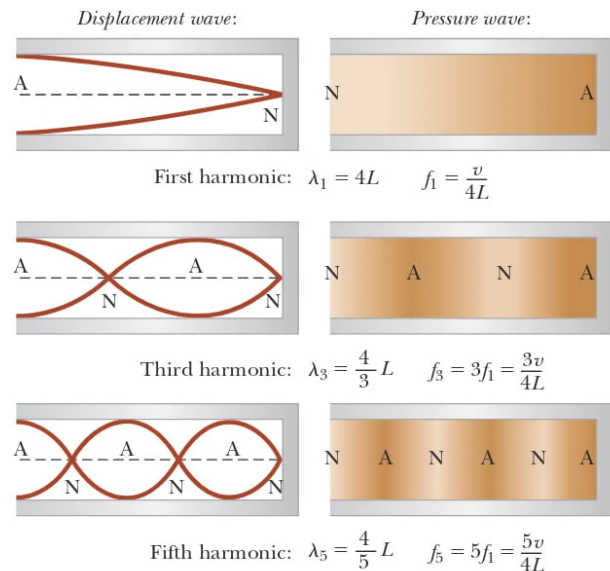 Displacement wave: Pressure wave:
A N N A
First harmonic: λ₁ = 4L f₁ = v/4L
A N A N N A N A
Third harmonic: λ₃ = 4/3 L f₃ = 3f₁ = 3v/4L
A N A N A N N A N A N A
Fifth harmonic: λ₅ = 4/5 L f₅ = 5f₁ = 5v/4L